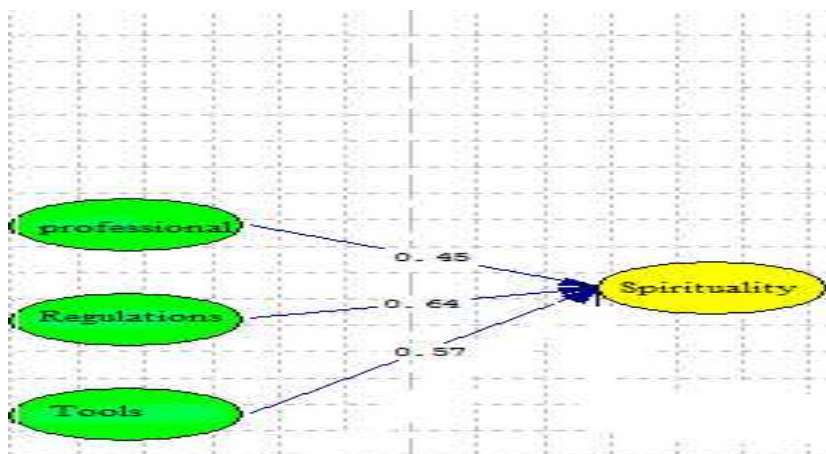 professional
0.45
Spirituality
Regulations
0.64
0.57
Tools